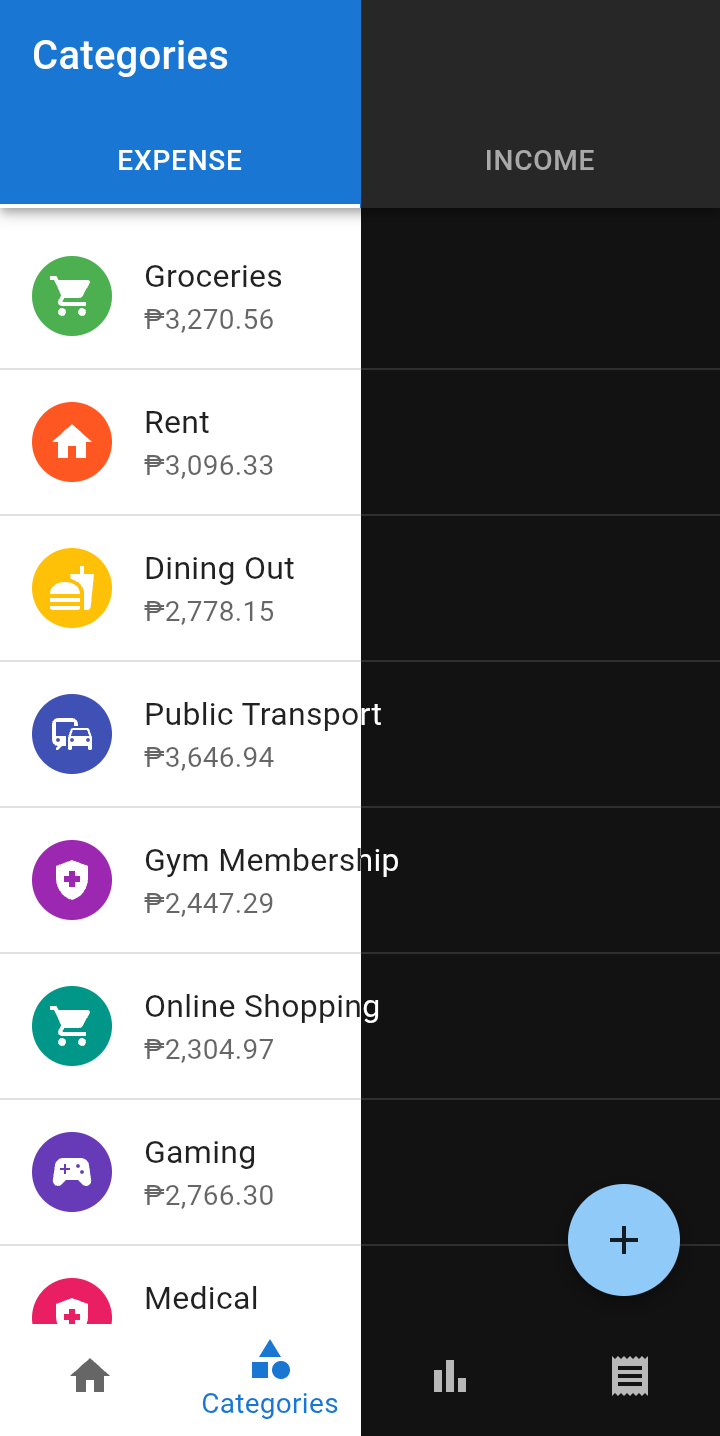 Categories
EXPENSE
INCOME
Groceries
₱3,270.56
Rent
₱3,096.33
Dining Out
₱2,778.15
Public Transport
₱3,646.94
Gym Membership
₱2,447.29
Online Shopping
₱2,304.97
Gaming
₱2,766.30
Medical
Categories